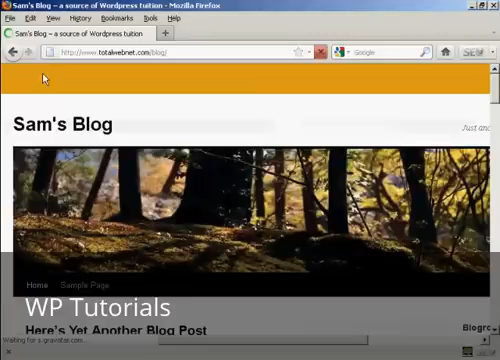 Sam's Blog – a source of Wordpress tuition - Mozilla Firefox
File Edit View History Bookmarks Tools Help
Sam's Blog – a source of Wordpress tuition
http://www.totalwebnet.com/blog/
Google
Sam's Blog
Just an
Home Sample Page
WP Tutorials
Here's Yet Another Blog Post
Blogro
Waiting for s.gravatar.com...